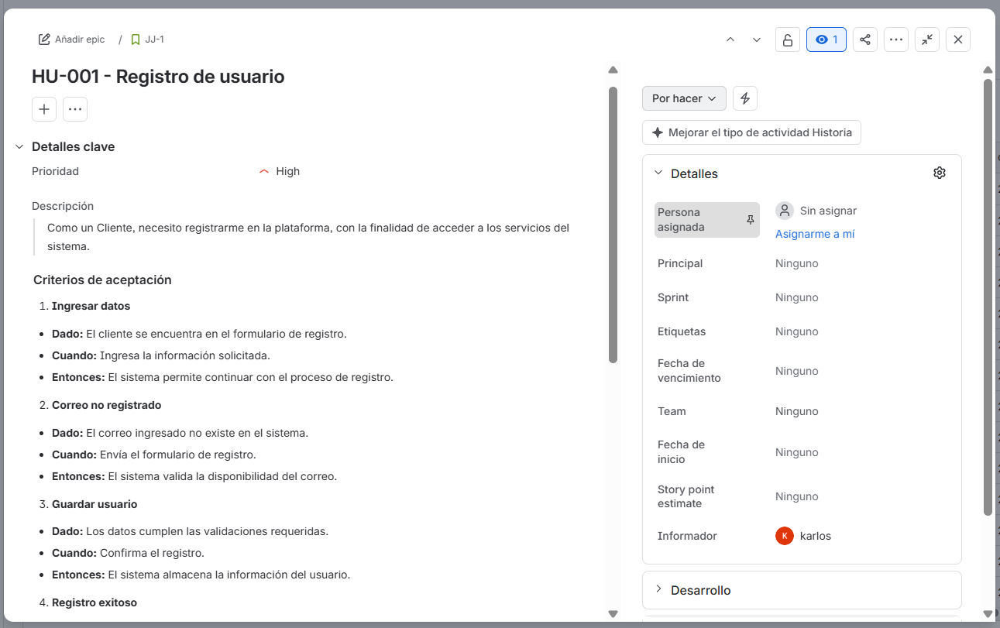 Añadir epic / JJ-1
1
HU-001 - Registro de usuario
Detalles clave
Prioridad High
Descripción
Como un Cliente, necesito registrarme en la plataforma, con la finalidad de acceder a los servicios del
sistema.
Criterios de aceptación
1. Ingresar datos
• Dado: El cliente se encuentra en el formulario de registro.
• Cuando: Ingresa la información solicitada.
• Entonces: El sistema permite continuar con el proceso de registro.
2. Correo no registrado
• Dado: El correo ingresado no existe en el sistema.
• Cuando: Envía el formulario de registro.
• Entonces: El sistema valida la disponibilidad del correo.
3. Guardar usuario
• Dado: Los datos cumplen las validaciones requeridas.
• Cuando: Confirma el registro.
• Entonces: El sistema almacena la información del usuario.
4. Registro exitoso
Por hacer
Mejorar el tipo de actividad Historia
Detalles
Persona
asignada
Sin asignar
Asignarme a mí
Principal Ninguno
Sprint Ninguno
Etiquetas Ninguno
Fecha de
vencimiento
Ninguno
Team Ninguno
Fecha de
inicio
Ninguno
Story point
estimate
Ninguno
Informador K karlos
Desarrollo